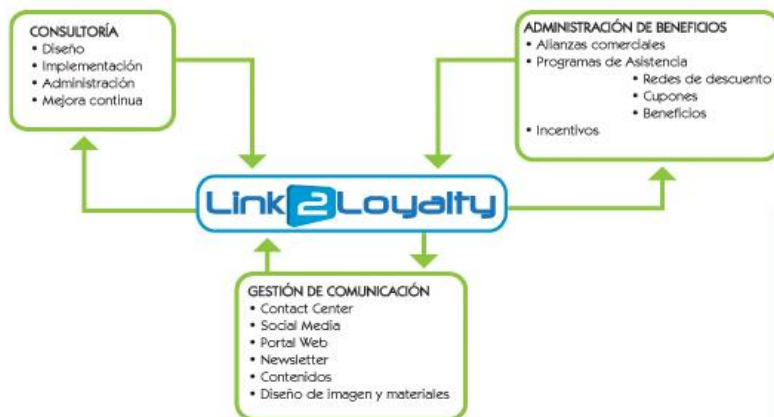 CONSULTORÍA
• Diseño
• Implementación
• Administración
• Mejora continua
ADMINISTRACIÓN DE BENEFICIOS
• Alianzas comerciales
• Programas de Asistencia
• Redes de descuento
• Cupones
• Beneficios
• Incentivos
Link2Loyalty
GESTIÓN DE COMUNICACIÓN
• Contact Center
• Social Media
• Portal Web
• Newsletter
• Contenidos
• Diseño de imagen y materiales